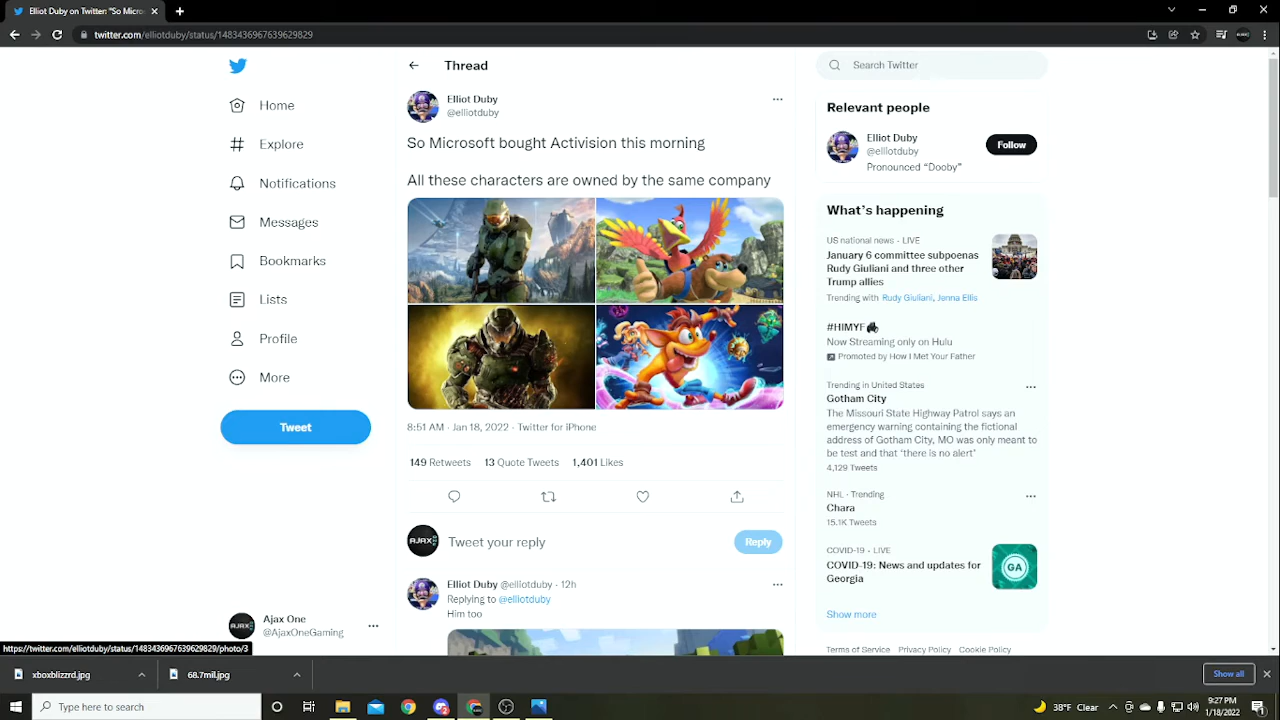 Elliot Duby on Twitter: "So Micros
twitter.com/elliotduby/status/1483436967639629829
Home
Explore
Notifications
Messages
Bookmarks
Lists
Profile
More
Tweet
Ajax One
@AjaxOneGaming
Thread
Elliot Duby
@elliotduby
So Microsoft bought Activision this morning
All these characters are owned by the same company
8:51 AM · Jan 18, 2022 · Twitter for iPhone
149 Retweets 13 Quote Tweets 1,401 Likes
AJAX
Tweet your reply
Reply
Elliot Duby @elliotduby · 12h
Replying to @elliotduby
Him too
Search Twitter
Relevant people
Elliot Duby
@elliotduby
Follow
Pronounced “Dooby”
What’s happening
US national news · LIVE
January 6 committee subpoenas
Rudy Giuliani and three other
Trump allies
Trending with Rudy Giuliani, Jenna Ellis
#HIMYF
Now Streaming only on Hulu
Promoted by How I Met Your Father
Trending in United States
Gotham City
The Missouri State Highway Patrol says an
emergency warning containing the fictional
address of Gotham City, MO was only meant to
be test and that ‘there is no alert’
4,129 Tweets
NHL · Trending
Chara
15.1K Tweets
COVID-19 · LIVE
COVID-19: News and updates for
Georgia
GA
Show more
Terms of Service Privacy Policy Cookie Policy
https://twitter.com/elliotduby/status/1483436967639629829/photo/3
xboxblizzrd.jpg
68.7mil.jpg
Show all
Type here to search
38°F Clear
9:27 PM
1/18/2022